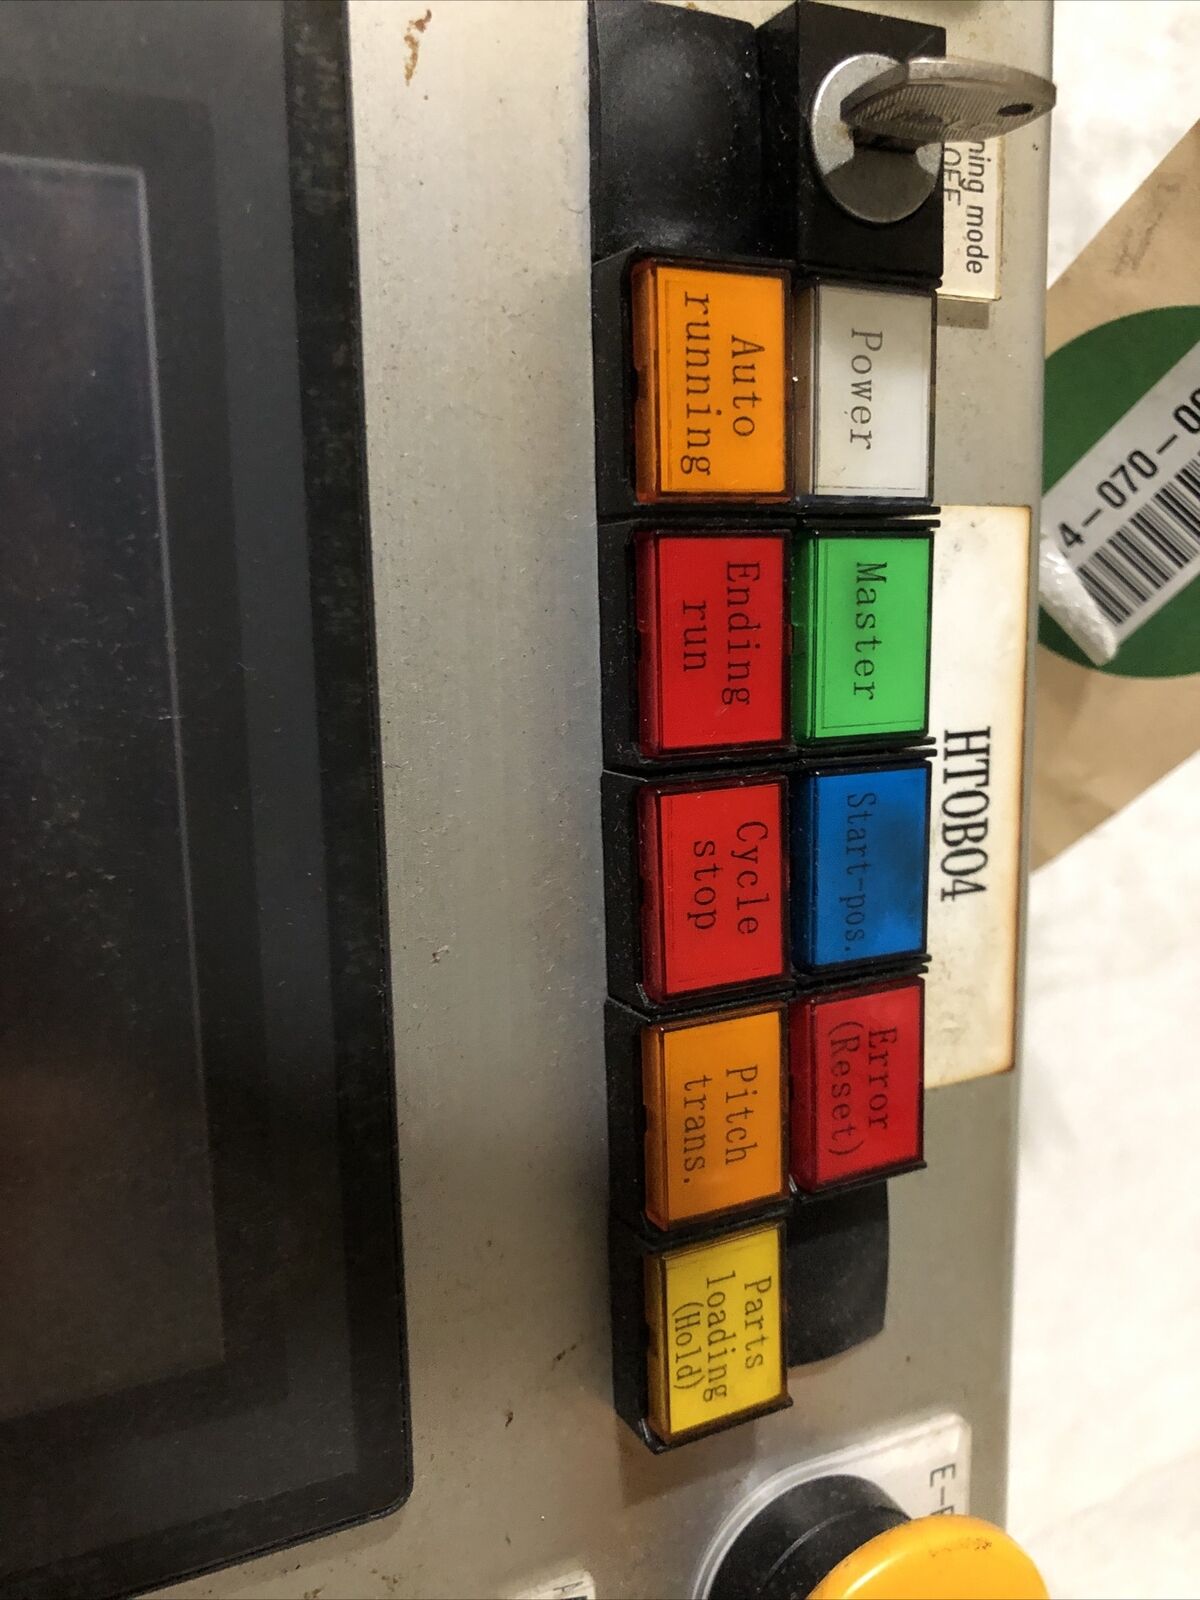 ning mode
OFF
HTOB04
Power
Master
Start-pos.
Error
(Reset)
Auto
running
Ending
run
Cycle
stop
Pitch
trans.
Parts
loading
(Hold)
4-070-0